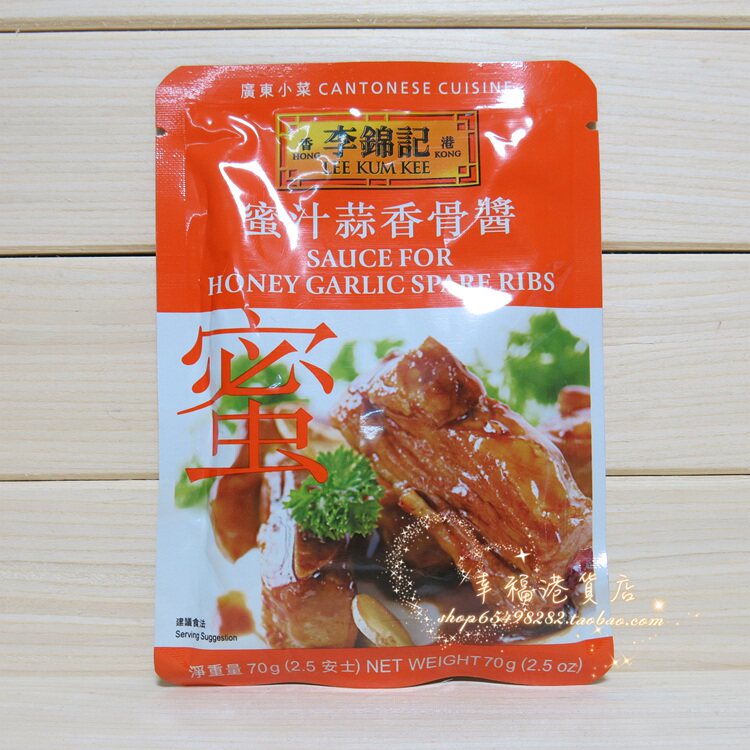 廣東小菜 CANTONESE CUISINE
香 李錦記 港
HONG LEE KUM KEE KONG
蜜汁蒜香骨醬
SAUCE FOR
HONEY GARLIC SPARE RIBS
蜜
幸福港貨店
shop65498282.taobao.com
建議食法
Serving Suggestion
淨重量 70g (2.5 安士) NET WEIGHT 70g (2.5 oz)